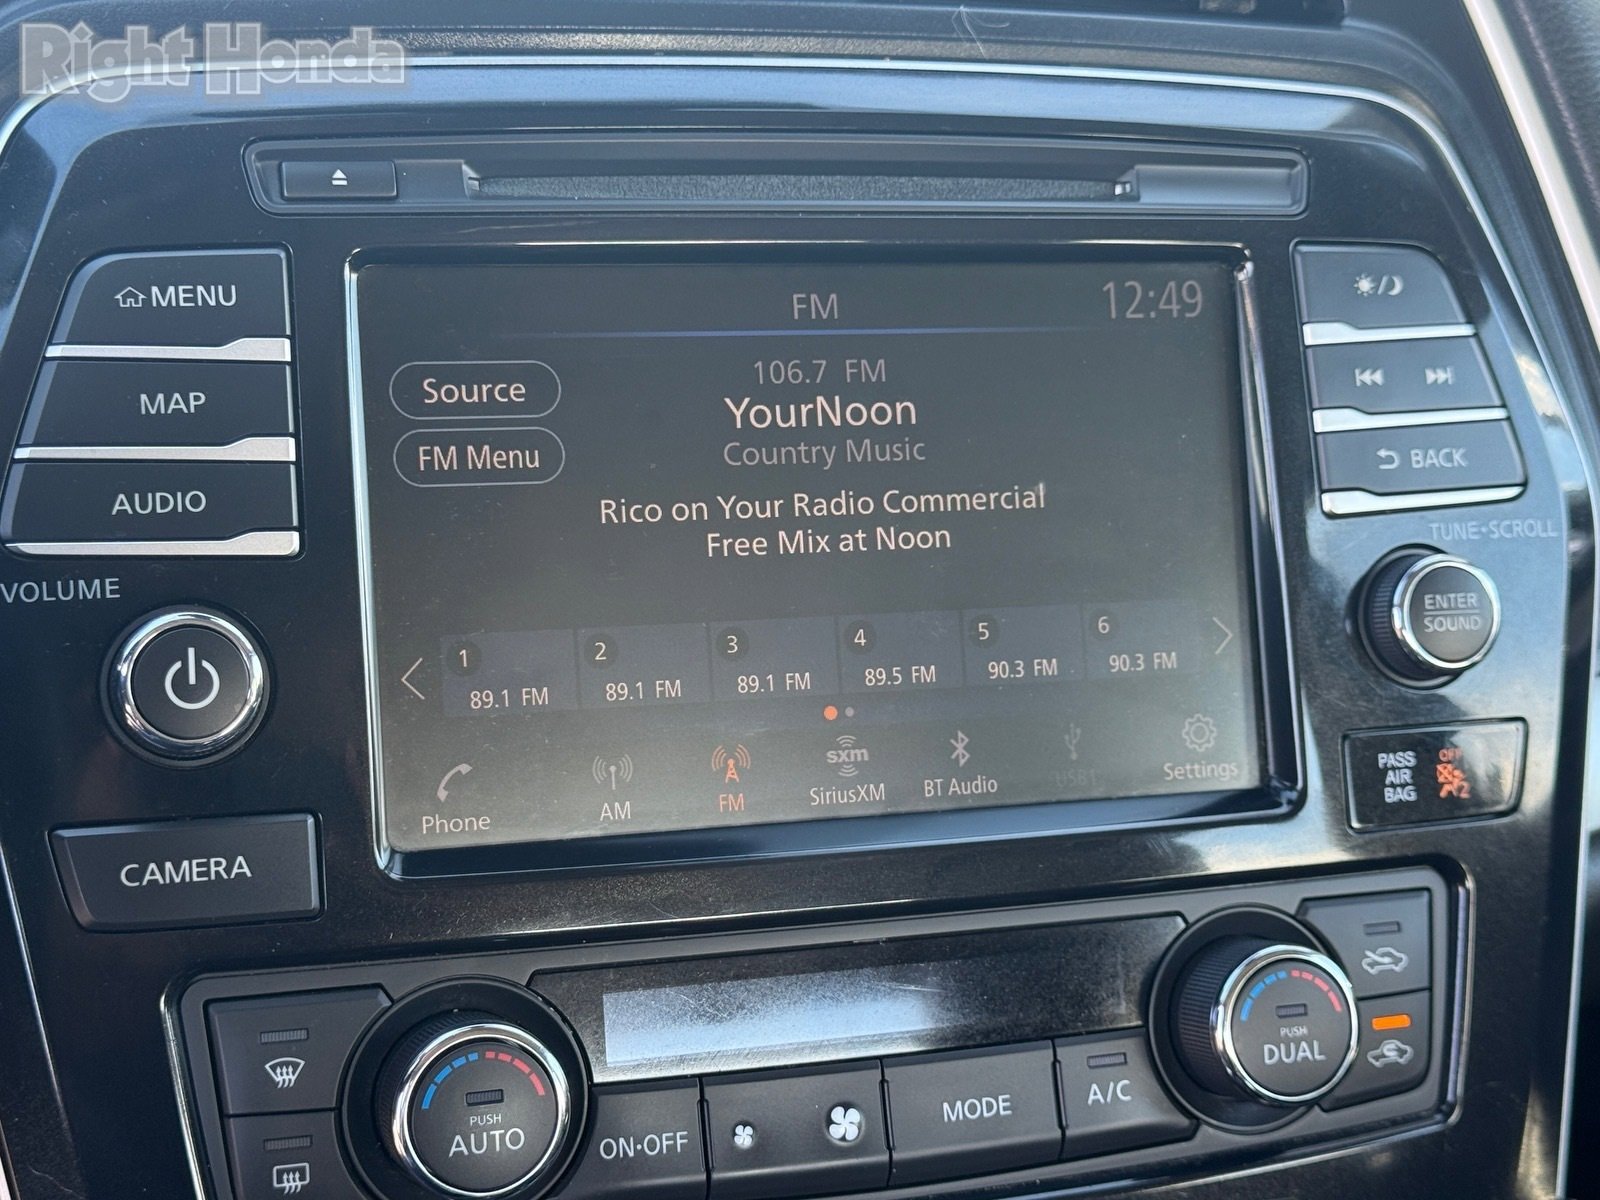 Right Honda
MENU
MAP
AUDIO
VOLUME
CAMERA
FM
12:49
Source
FM Menu
106.7 FM
YourNoon
Country Music
Rico on Your Radio Commercial
Free Mix at Noon
1
89.1 FM
2
89.1 FM
3
89.1 FM
4
89.5 FM
5
90.3 FM
6
90.3 FM
Phone
AM
FM
sxm
SiriusXM
BT Audio
Settings
BACK
TUNE•SCROLL
ENTER
SOUND
PASS
AIR
BAG
OFF
2
PUSH
AUTO
ON•OFF
MODE
A/C
PUSH
DUAL